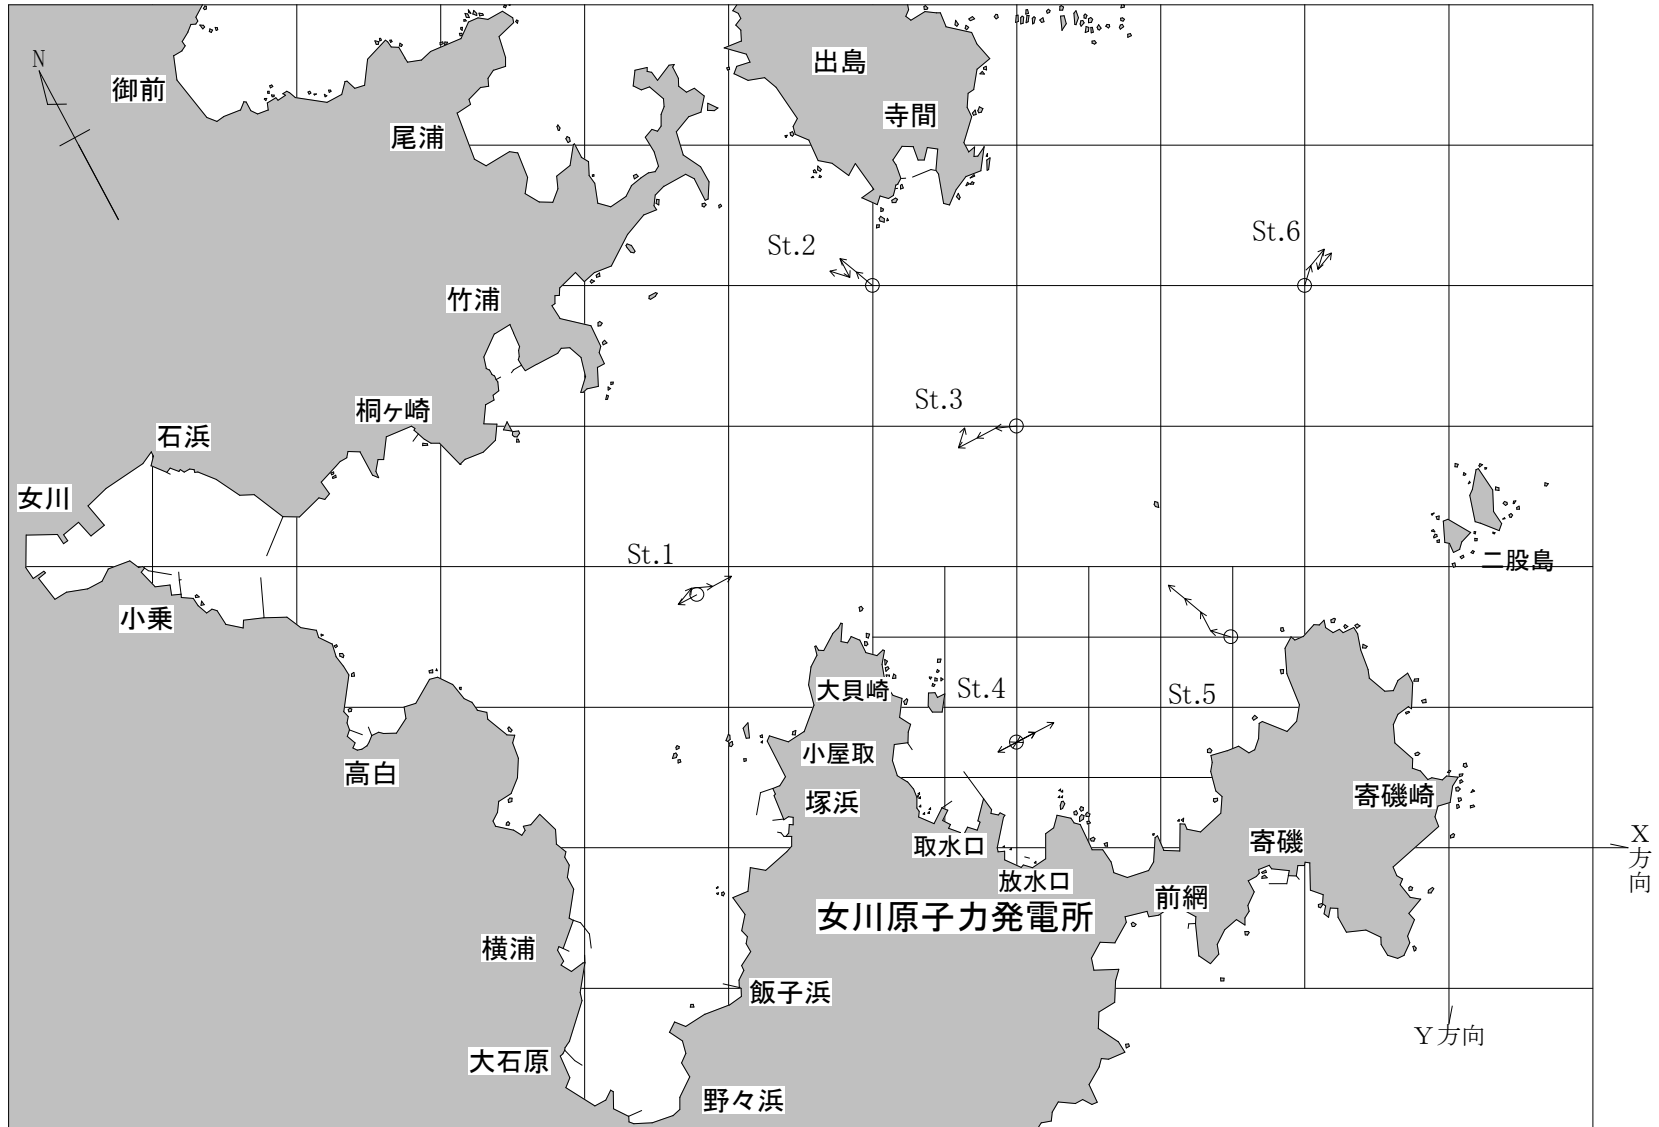 N
御前
尾浦
出島
寺間
St.2
St.6
竹浦
St.3
桐ヶ崎
石浜
女川
St.1
二股島
小乗
大貝崎
St.4
St.5
小屋取
高白
塚浜
寄磯崎
取水口
寄磯
X方向
放水口
前網
女川原子力発電所
横浦
飯子浜
Y方向
大石原
野々浜